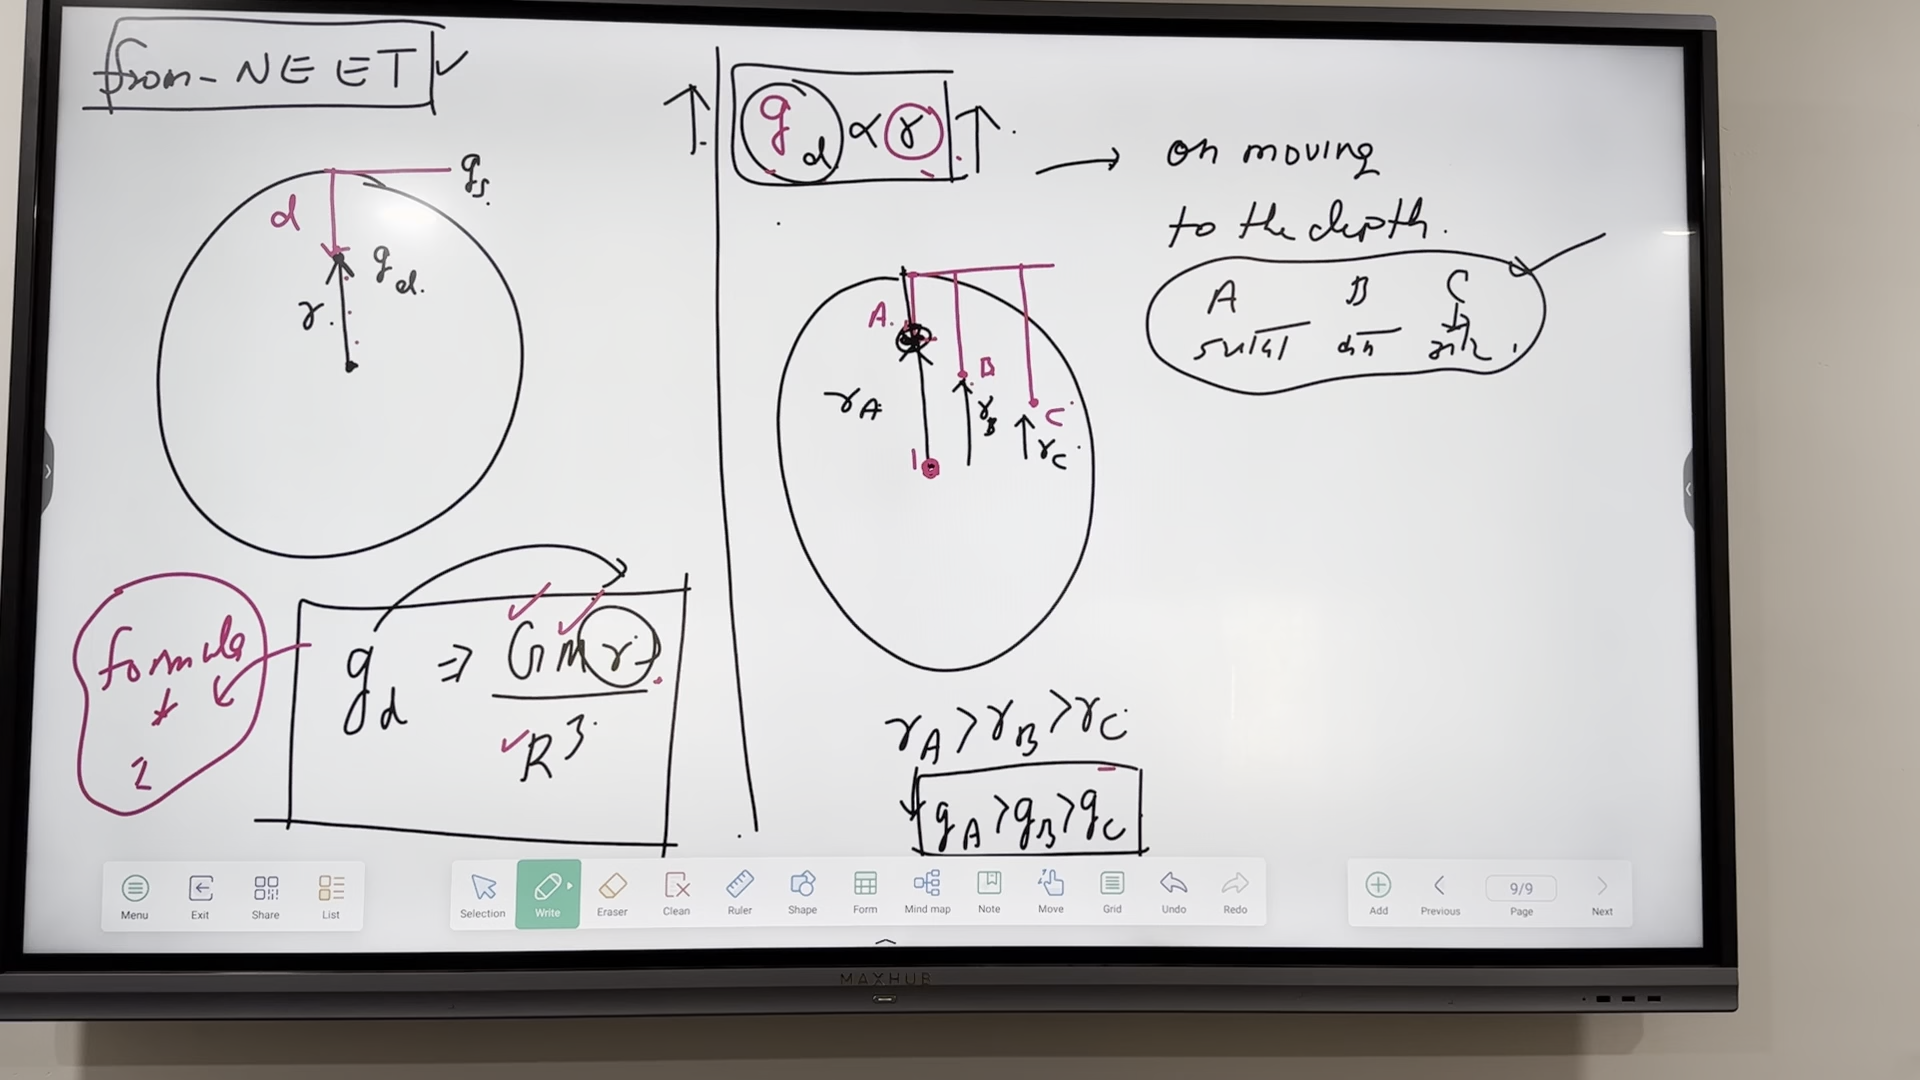 from - NEET
gs.
d
gd.
r.
formula
2
gd ⇒ GMr
R³
gd ∝ r
on moving
to the depth.
A B C
A.
B
C
rA
rB
rC
rA > rB > rC
gA > gB > gC
Menu Exit Share List
Selection Write Eraser Clean Ruler Shape Form Mind map Note Move Grid Undo Redo
Add Previous 9/9 Page Next
MAXHUB